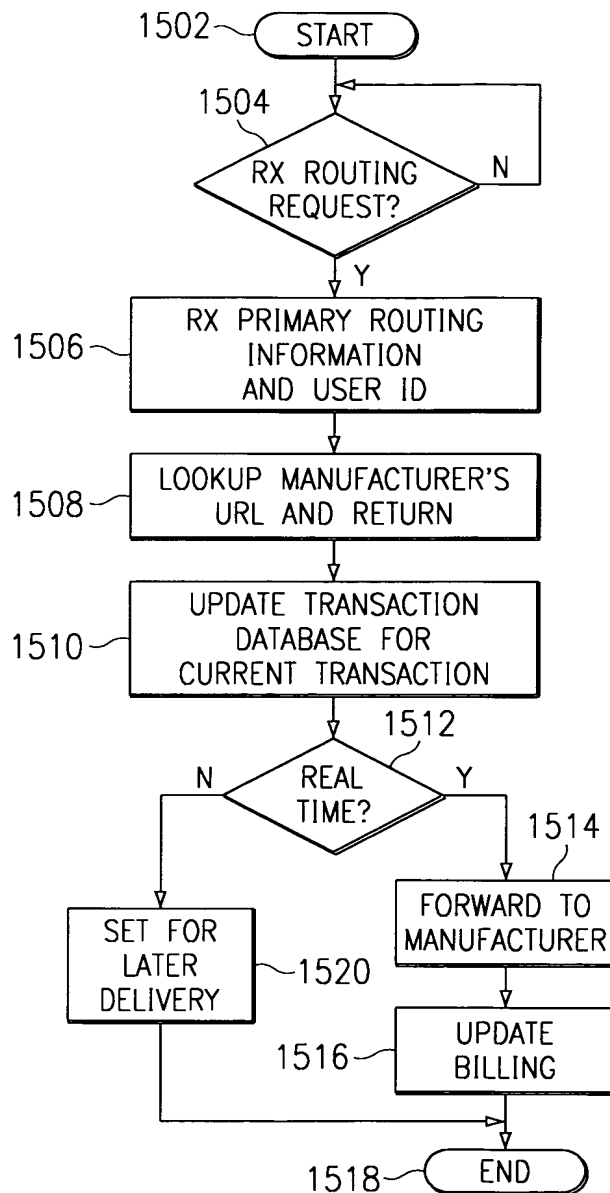 1502
START
1504
RX ROUTING
REQUEST?
N
Y
1506
RX PRIMARY ROUTING
INFORMATION
AND USER ID
1508
LOOKUP MANUFACTURER'S
URL AND RETURN
1510
UPDATE TRANSACTION
DATABASE FOR
CURRENT TRANSACTION
1512
N
REAL
TIME?
Y
1514
FORWARD TO
MANUFACTURER
SET FOR
LATER
DELIVERY
1520
1516
UPDATE
BILLING
1518
END